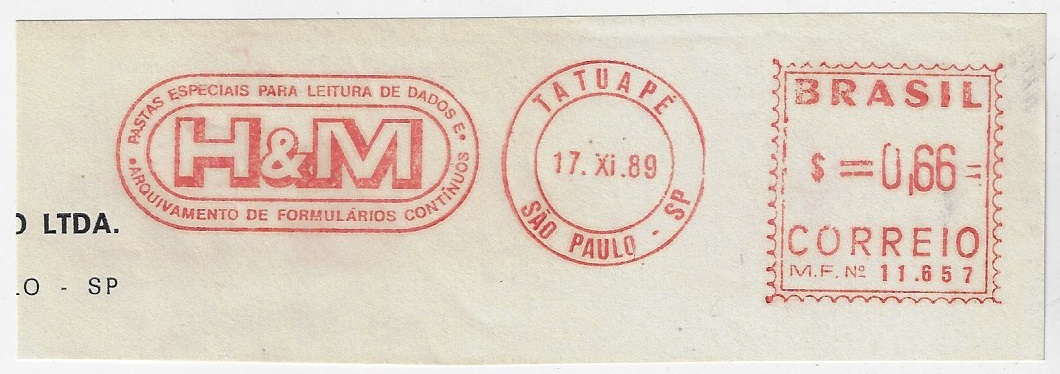 PASTAS ESPECIAIS PARA LEITURA DE DADOS E
•ARQUIVAMENTO DE FORMULÁRIOS CONTÍNUOS•
H&M
O LTDA.
LO - SP
TATUAPÉ
17. XI. 89
SÃO PAULO - SP
BRASIL
$ =0,66=
CORREIO
M.F. Nº 11.657